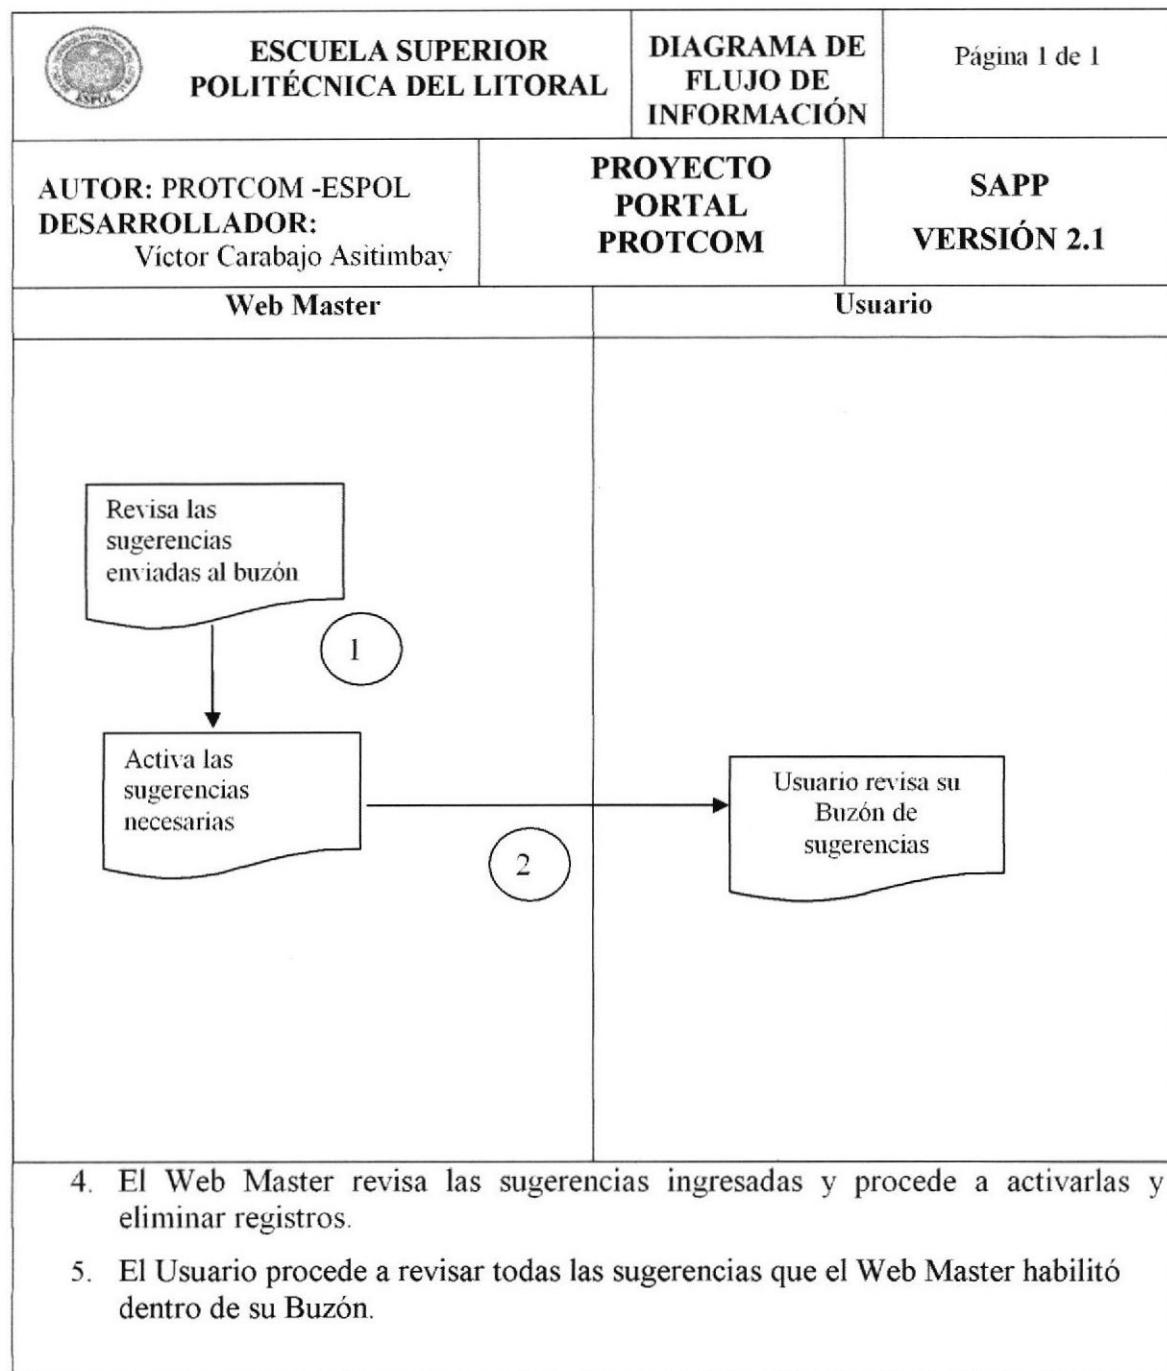 ESPOL
ESCUELA SUPERIOR
POLITÉCNICA DEL LITORAL
DIAGRAMA DE
FLUJO DE
INFORMACIÓN
Página 1 de 1
AUTOR: PROTCOM -ESPOL
DESARROLLADOR:
Víctor Carabajo Asitimbay
PROYECTO
PORTAL
PROTCOM
SAPP
VERSIÓN 2.1
Web Master
Usuario
Revisa las
sugerencias
enviadas al buzón
1
Activa las
sugerencias
necesarias
2
Usuario revisa su
Buzón de
sugerencias
4. El Web Master revisa las sugerencias ingresadas y procede a activarlas y
eliminar registros.
5. El Usuario procede a revisar todas las sugerencias que el Web Master habilitó
dentro de su Buzón.